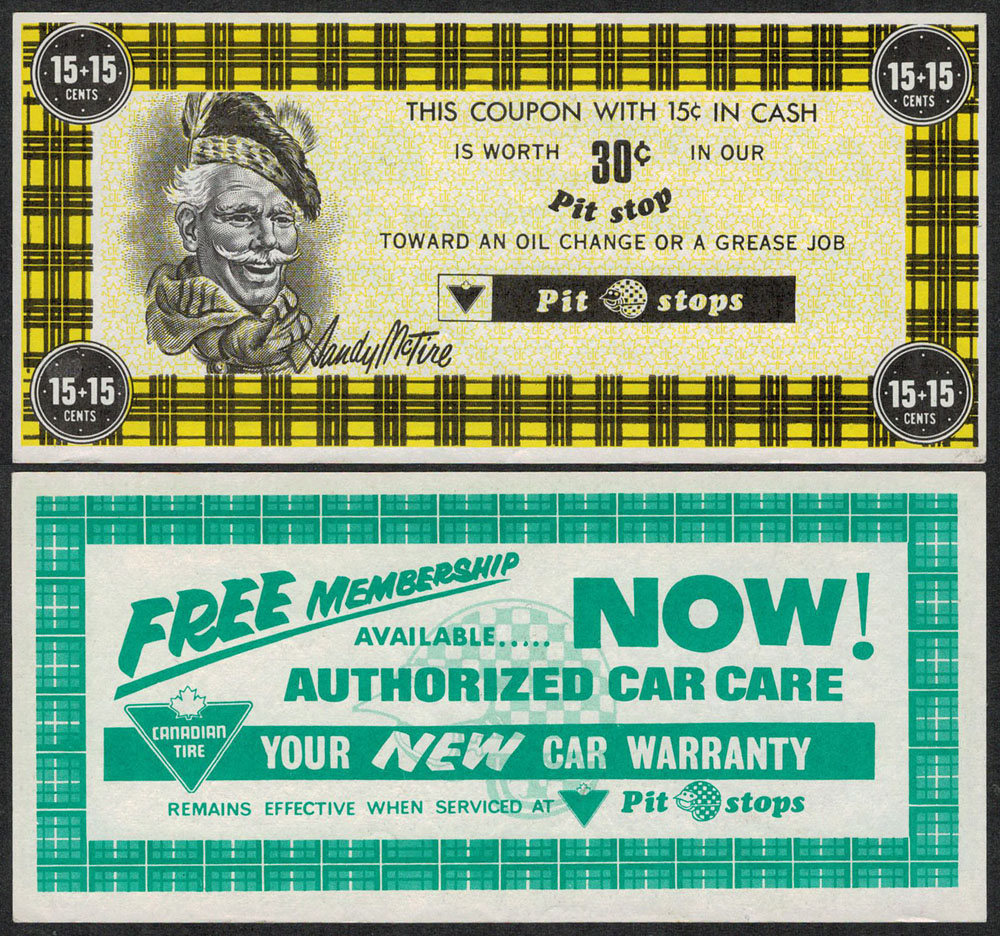 15+15
CENTS
15+15
CENTS
THIS COUPON WITH 15¢ IN CASH
IS WORTH 30¢ IN OUR
Pit stop
TOWARD AN OIL CHANGE OR A GREASE JOB
Pit stops
Sandy McTire
15+15
CENTS
15+15
CENTS
FREE MEMBERSHIP
AVAILABLE..... NOW!
AUTHORIZED CAR CARE
CANADIAN
TIRE
YOUR NEW CAR WARRANTY
REMAINS EFFECTIVE WHEN SERVICED AT Pit stops